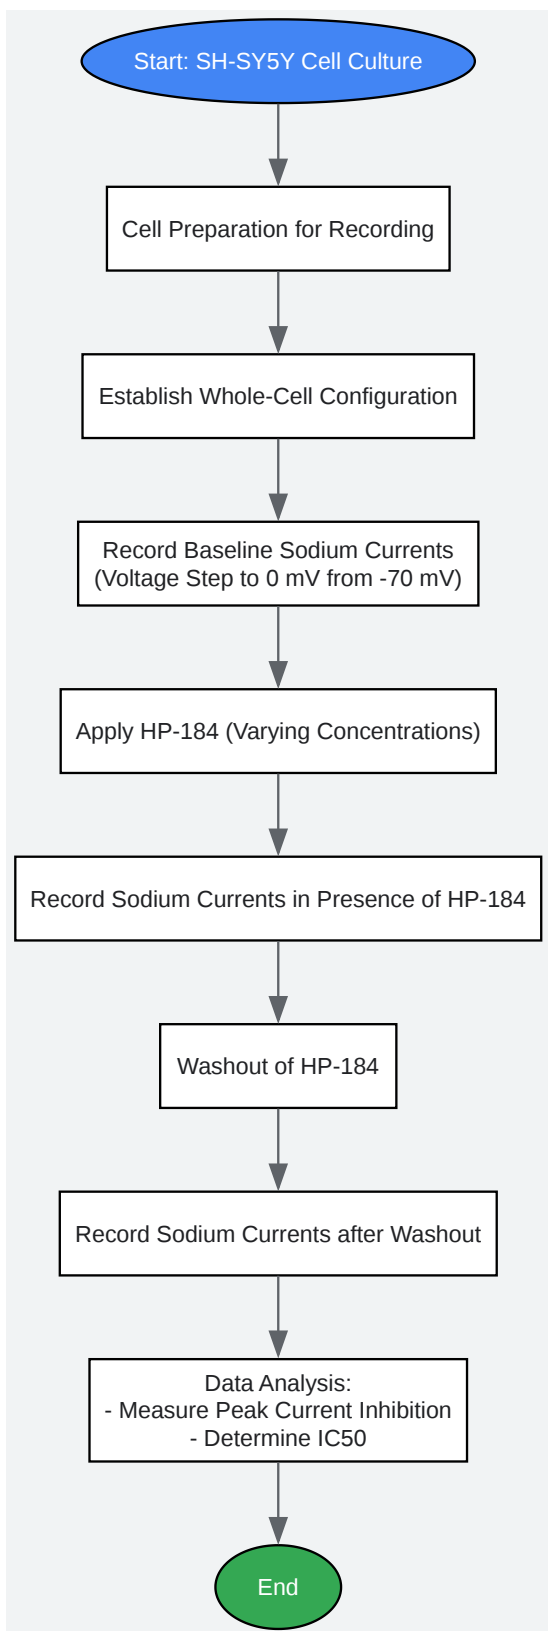 Start: SH-SY5Y Cell Culture
Cell Preparation for Recording
Establish Whole-Cell Configuration
Record Baseline Sodium Currents
(Voltage Step to 0 mV from -70 mV)
Apply HP-184 (Varying Concentrations)
Record Sodium Currents in Presence of HP-184
Washout of HP-184
Record Sodium Currents after Washout
Data Analysis:
- Measure Peak Current Inhibition
- Determine IC50
End